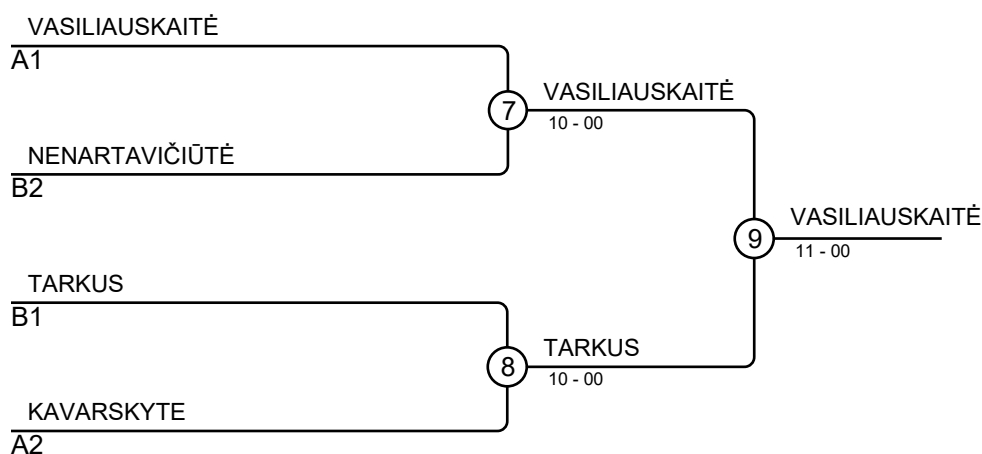 VASILIAUSKAITĖ
A1
7
VASILIAUSKAITĖ
10 - 00
NENARTAVIČIŪTĖ
B2
9
VASILIAUSKAITĖ
11 - 00
TARKUS
B1
8
TARKUS
10 - 00
KAVARSKYTE
A2